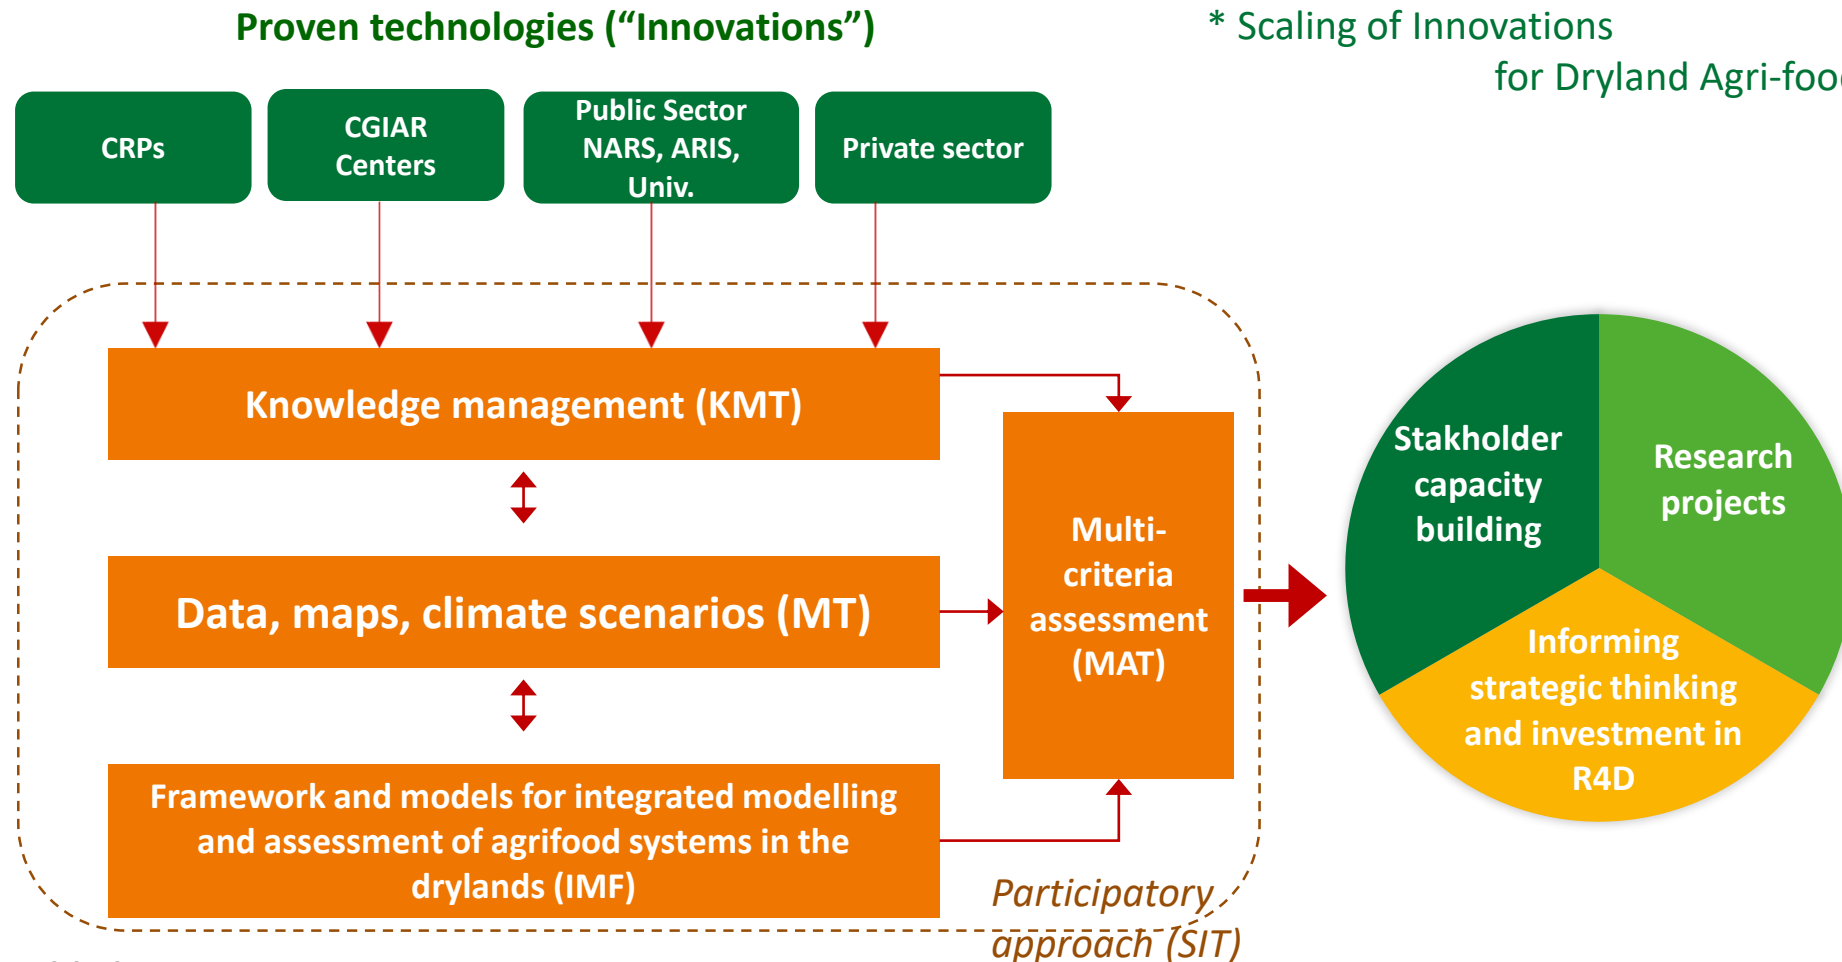 Proven technologies (“Innovations”)
* Scaling of Innovations
for Dryland Agri-food
CRPs
CGIAR
Centers
Public Sector
NARS, ARIS,
Univ.
Private sector
Knowledge management (KMT)
Data, maps, climate scenarios (MT)
Framework and models for integrated modelling
and assessment of agrifood systems in the
drylands (IMF)
Multi-
criteria
assessment
(MAT)
Participatory
approach (SIT)
Stakholder
capacity
building
Research
projects
Informing
strategic thinking
and investment in
R4D